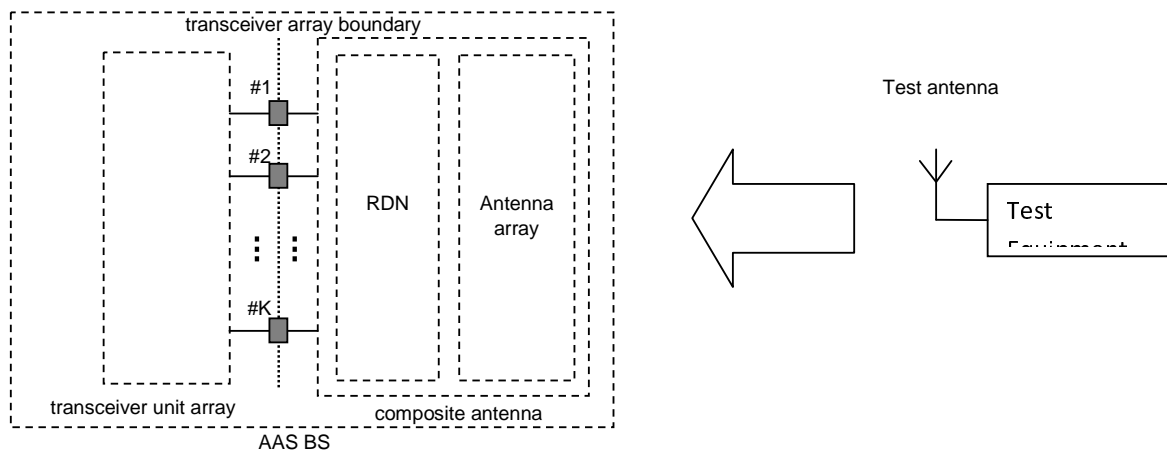 transceiver array boundary
#1
#2
#K
RDN
Antenna
array
transceiver unit array
composite antenna
AAS BS
Test antenna
Test